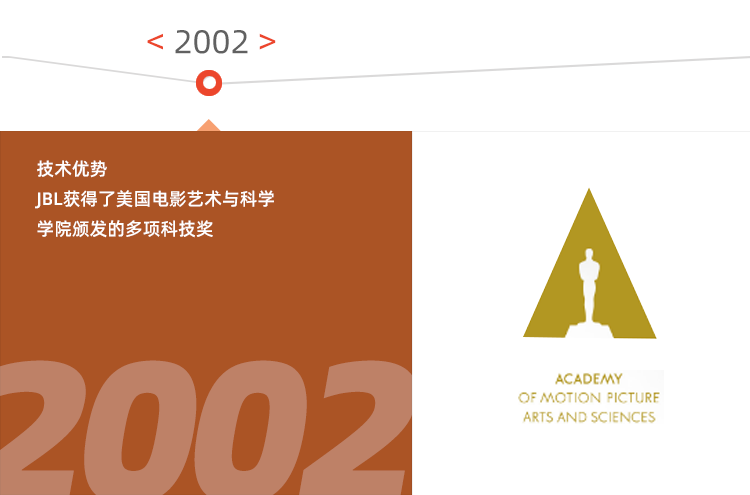 < 2002 >
技术优势
JBL获得了美国电影艺术与科学
学院颁发的多项科技奖
2002
ACADEMY
OF MOTION PICTURE
ARTS AND SCIENCES